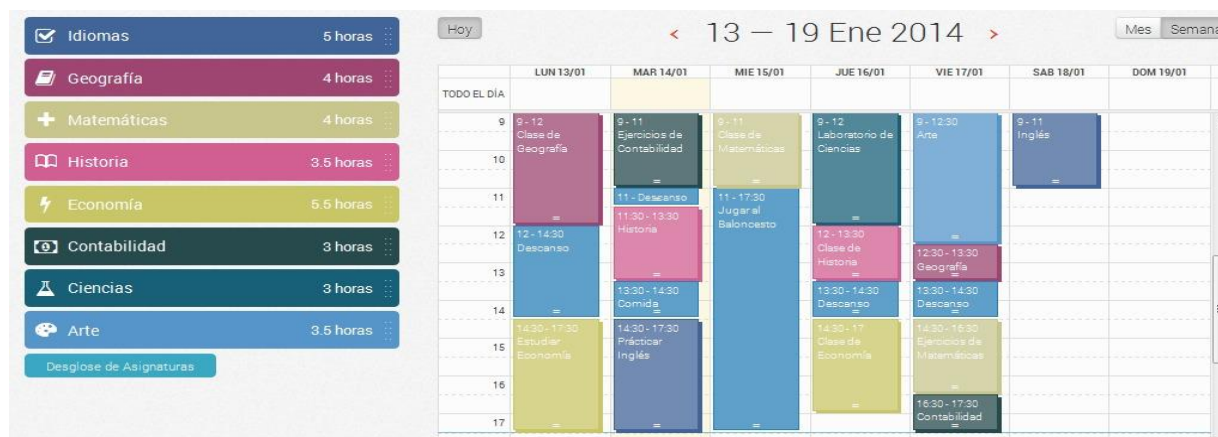 Idiomas 5 horas
Geografía 4 horas
Matemáticas 4 horas
Historia 3.5 horas
Economía 5.5 horas
Contabilidad 3 horas
Ciencias 3 horas
Arte 3.5 horas
Desglose de Asignaturas
Hoy
‹ 13 — 19 Ene 2014 ›
Mes Semana
LUN 13/01 MAR 14/01 MIE 15/01 JUE 16/01 VIE 17/01 SAB 18/01 DOM 19/01
TODO EL DÍA
9
10
11
12
13
14
15
16
17
9 - 12
Clase de
Geografía
12 - 14:30
Descanso
14:30 - 17:30
Estudiar
Economía
9 - 11
Ejercicios de
Contabilidad
11 - Descanso
11:30 - 13:30
Historia
13:30 - 14:30
Comida
14:30 - 17:30
Prácticar
Inglés
9 - 11
Clase de
Matemáticas
11 - 17:30
Jugar al
Baloncesto
9 - 12
Laboratorio de
Ciencias
12 - 13:30
Clase de
Historia
13:30 - 14:30
Descanso
14:30 - 17
Clase de
Economía
9 - 12:30
Arte
12:30 - 13:30
Geografía
13:30 - 14:30
Descanso
14:30 - 16:30
Ejercicios de
Matemáticas
16:30 - 17:30
Contabilidad
9 - 11
Inglés